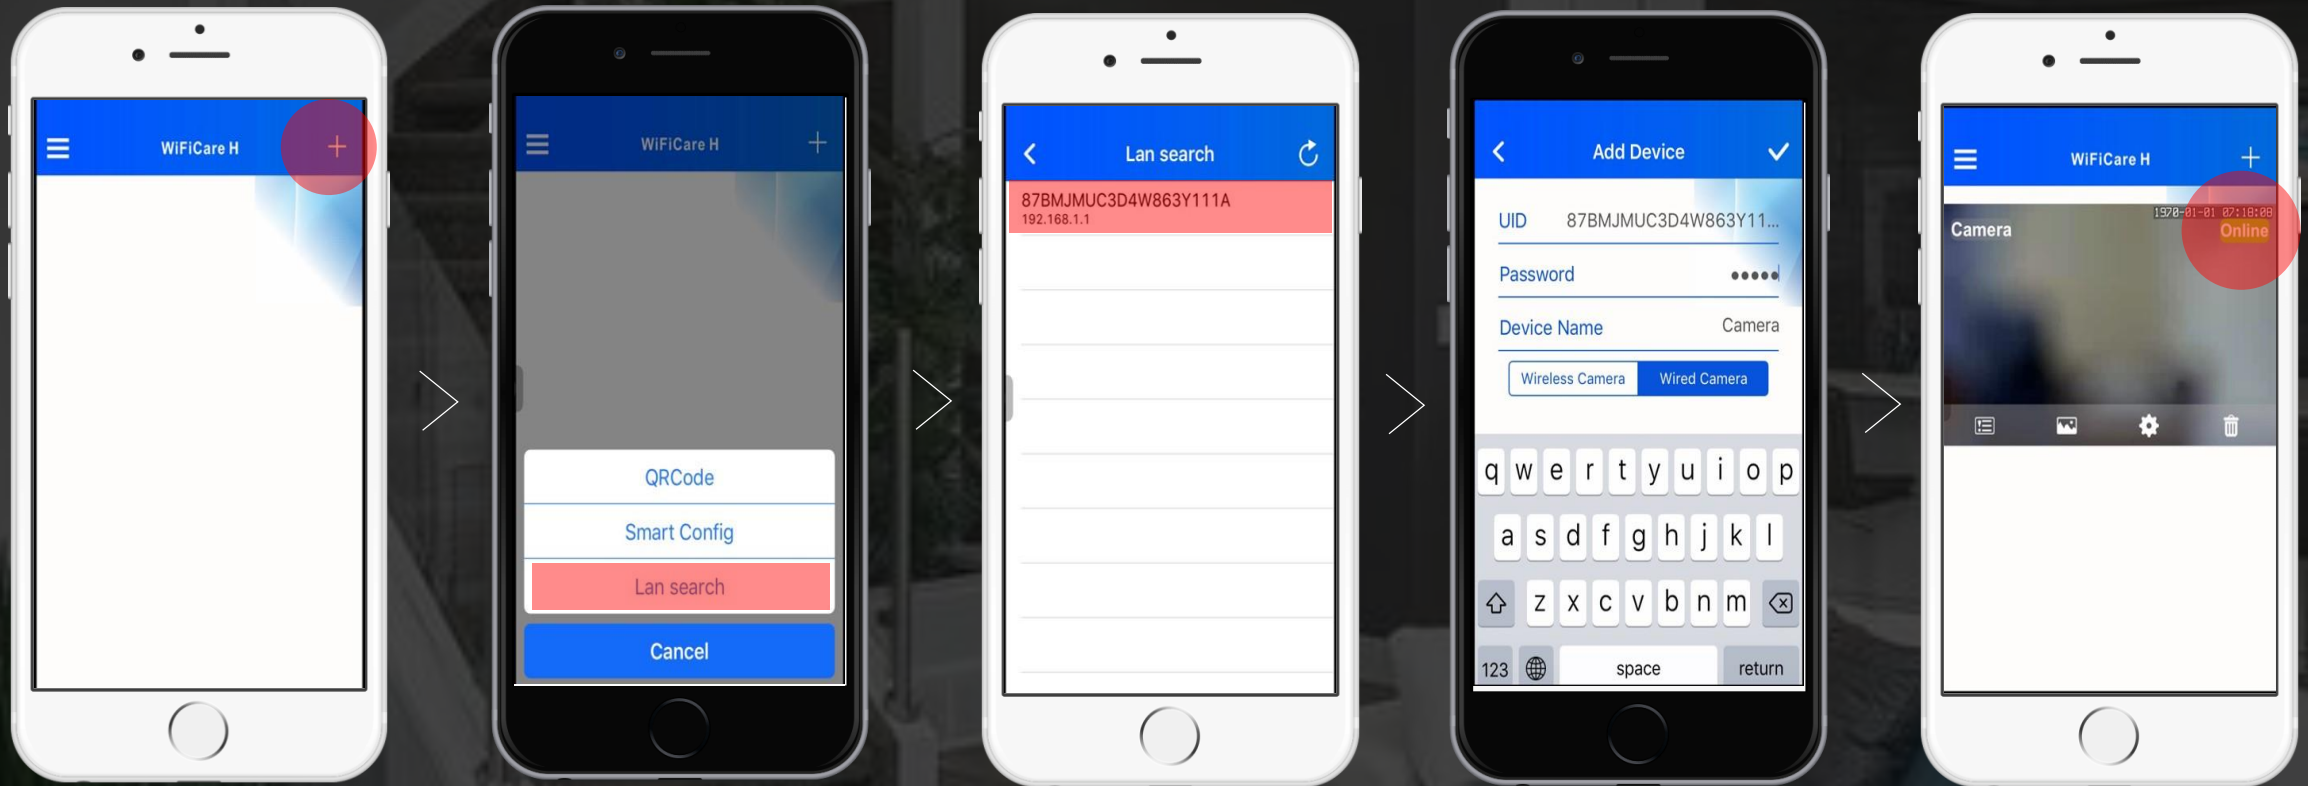 WiFiCare H
WiFiCare H
QRCode
Smart Config
Lan search
Cancel
Lan search
87BMJMUC3D4W863Y111A
192.168.1.1
Add Device
UID 87BMJMUC3D4W863Y11...
Password •••••
Device Name Camera
Wireless Camera Wired Camera
q w e r t y u i o p
a s d f g h j k l
z x c v b n m
123 space return
WiFiCare H
1970-01-01 07:18:08
Camera Online